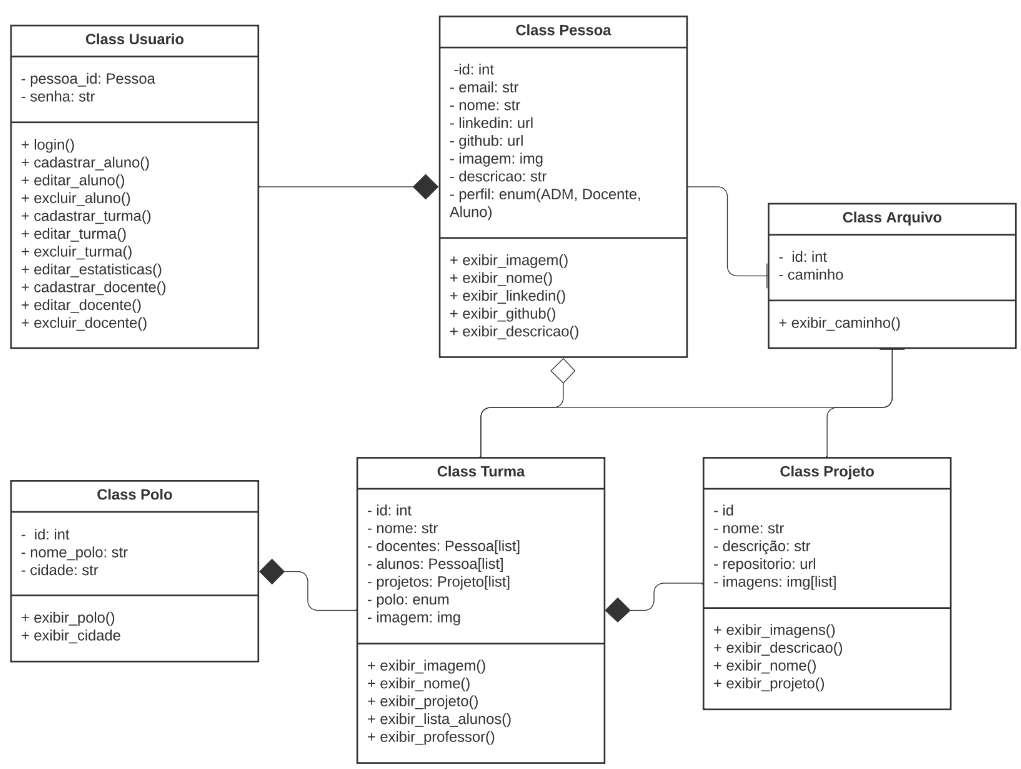 Class Usuario
- pessoa_id: Pessoa
- senha: str
+ login()
+ cadastrar_aluno()
+ editar_aluno()
+ excluir_aluno()
+ cadastrar_turma()
+ editar_turma()
+ excluir_turma()
+ editar_estatisticas()
+ cadastrar_docente()
+ editar_docente()
+ excluir_docente()
Class Pessoa
-id: int
- email: str
- nome: str
- linkedin: url
- github: url
- imagem: img
- descricao: str
- perfil: enum(ADM, Docente,
Aluno)
+ exibir_imagem()
+ exibir_nome()
+ exibir_linkedin()
+ exibir_github()
+ exibir_descricao()
Class Arquivo
- id: int
- caminho
+ exibir_caminho()
Class Polo
- id: int
- nome_polo: str
- cidade: str
+ exibir_polo()
+ exibir_cidade
Class Turma
- id: int
- nome: str
- docentes: Pessoa[list]
- alunos: Pessoa[list]
- projetos: Projeto[list]
- polo: enum
- imagem: img
+ exibir_imagem()
+ exibir_nome()
+ exibir_projeto()
+ exibir_lista_alunos()
+ exibir_professor()
Class Projeto
- id
- nome: str
- descrição: str
- repositorio: url
- imagens: img[list]
+ exibir_imagens()
+ exibir_descricao()
+ exibir_nome()
+ exibir_projeto()